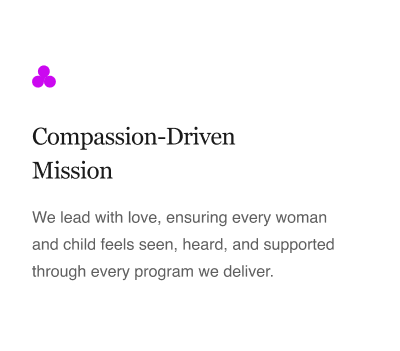 Compassion-Driven
Mission
We lead with love, ensuring every woman
and child feels seen, heard, and supported
through every program we deliver.